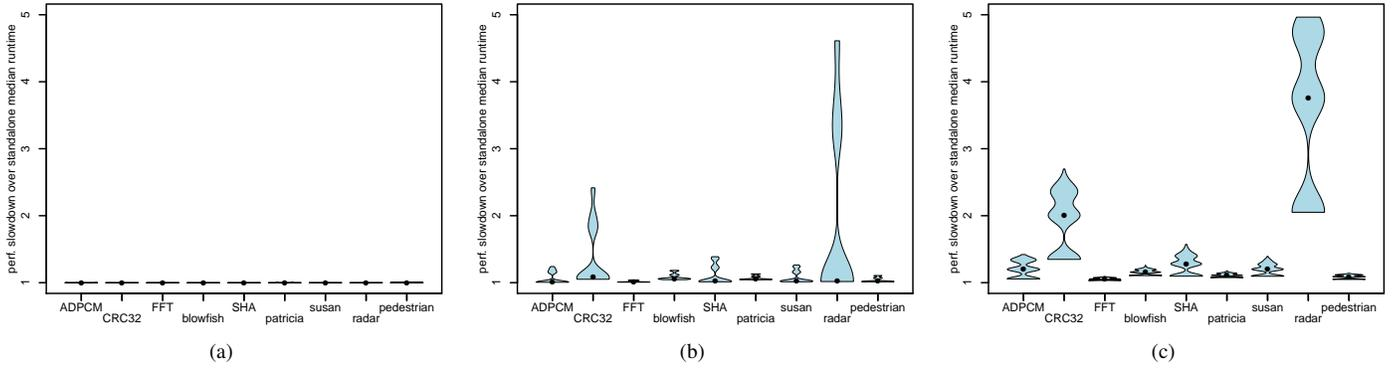 perf. slowdown over standalone median runtime
5
4
3
2
1
ADPCM FFT SHA susan pedestrian
CRC32 blowfish patricia radar
(a)
perf. slowdown over standalone median runtime
5
4
3
2
1
ADPCM FFT SHA susan pedestrian
CRC32 blowfish patricia radar
(b)
perf. slowdown over standalone median runtime
5
4
3
2
1
ADPCM FFT SHA susan pedestrian
CRC32 blowfish patricia radar
(c)